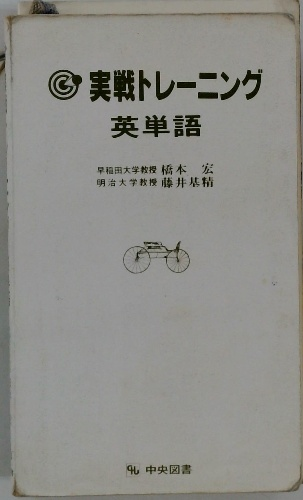 実戦トレーニング
英単語
早稲田大学教授 橋本 宏
明治大学教授 藤井基精
中央図書